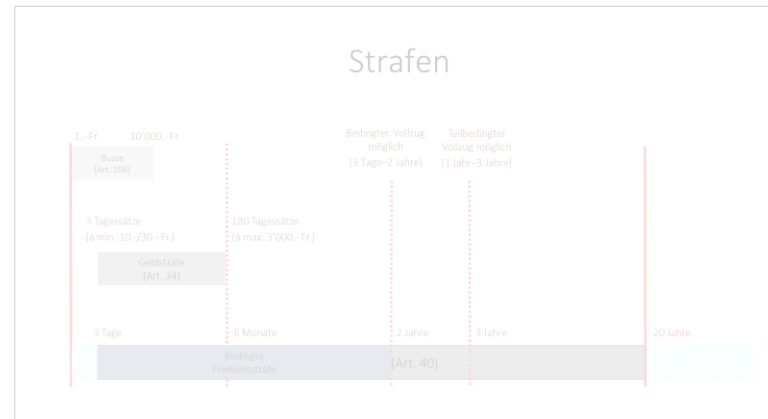 Strafen
1.- Fr. 10'000.- Fr.
Busse
(Art. 106)
Bedingter Vollzug
möglich
(3 Tage–2 Jahre)
Teilbedingter
Vollzug möglich
(1 Jahr–3 Jahre)
3 Tagessätze
(à min. 10.-/30.- Fr.)
180 Tagessätze
(à max. 3'000.- Fr.)
Geldstrafe
(Art. 34)
3 Tage 6 Monate 2 Jahre 3 Jahre 20 Jahre
Bedingte
Freiheitsstrafe
(Art. 40)